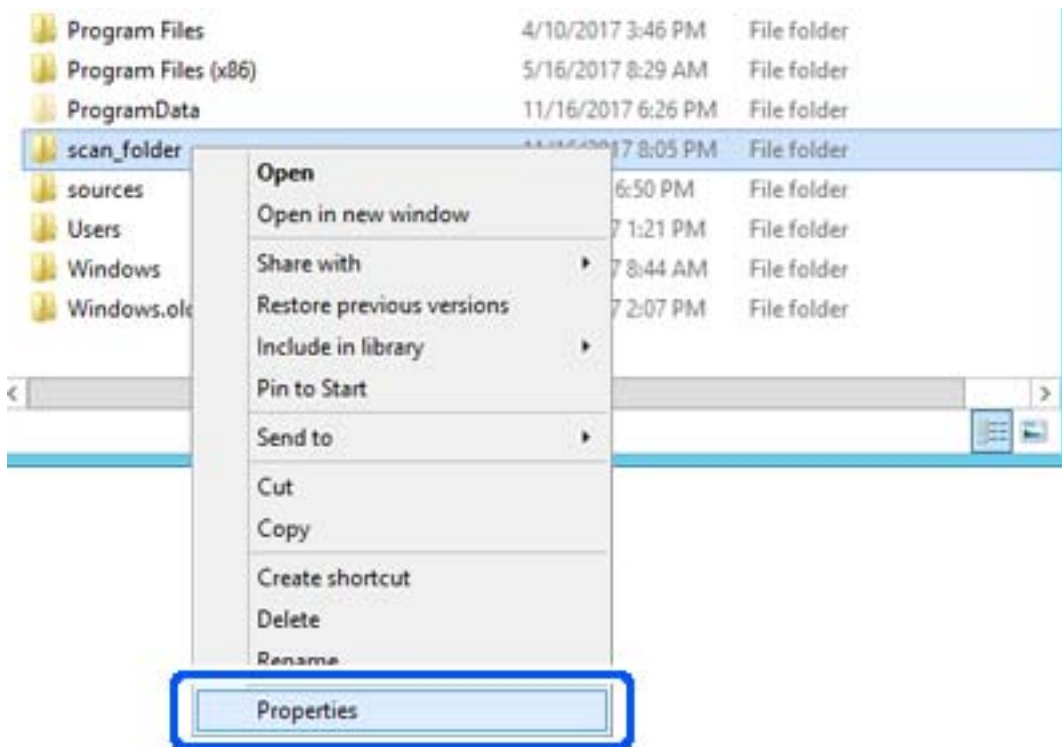 Program Files 4/10/2017 3:46 PM File folder
Program Files (x86) 5/16/2017 8:29 AM File folder
ProgramData 11/16/2017 6:26 PM File folder
scan_folder 17 8:05 PM File folder
sources 6:50 PM File folder
Users 7 1:21 PM File folder
Windows 7 8:44 AM File folder
Windows.old 7 2:07 PM File folder
Open
Open in new window
Share with
Restore previous versions
Include in library
Pin to Start
Send to
Cut
Copy
Create shortcut
Delete
Rename
Properties